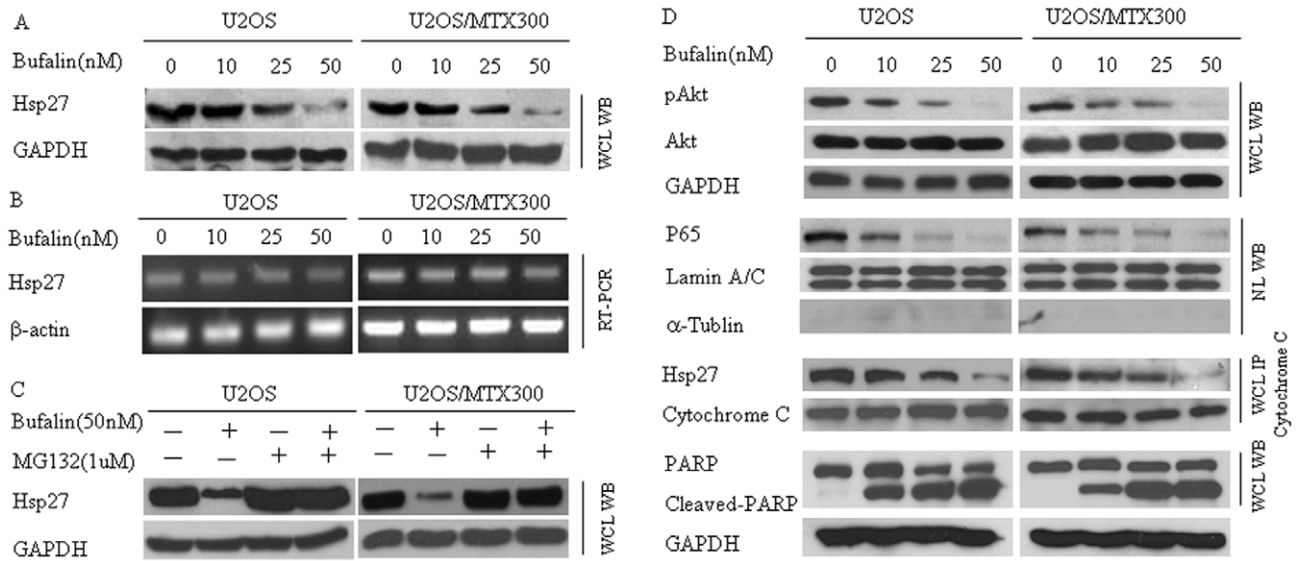 A
U2OS U2OS/MTX300
Bufalin(nM) 0 10 25 50 0 10 25 50
Hsp27
GAPDH
WCL WB
B
U2OS U2OS/MTX300
Bufalin(nM) 0 10 25 50 0 10 25 50
Hsp27
β-actin
RT-PCR
C
U2OS U2OS/MTX300
Bufalin(50nM) — + — + — + — +
MG132(1uM) — — + + — — + +
Hsp27
GAPDH
WCL WB
D
U2OS U2OS/MTX300
Bufalin(nM) 0 10 25 50 0 10 25 50
pAkt
Akt
GAPDH
WCL WB
P65
Lamin A/C
α-Tublin
NL WB
Hsp27
Cytochrome C
WCL IP
Cytochrome C
PARP
Cleaved-PARP
WCL WB
GAPDH